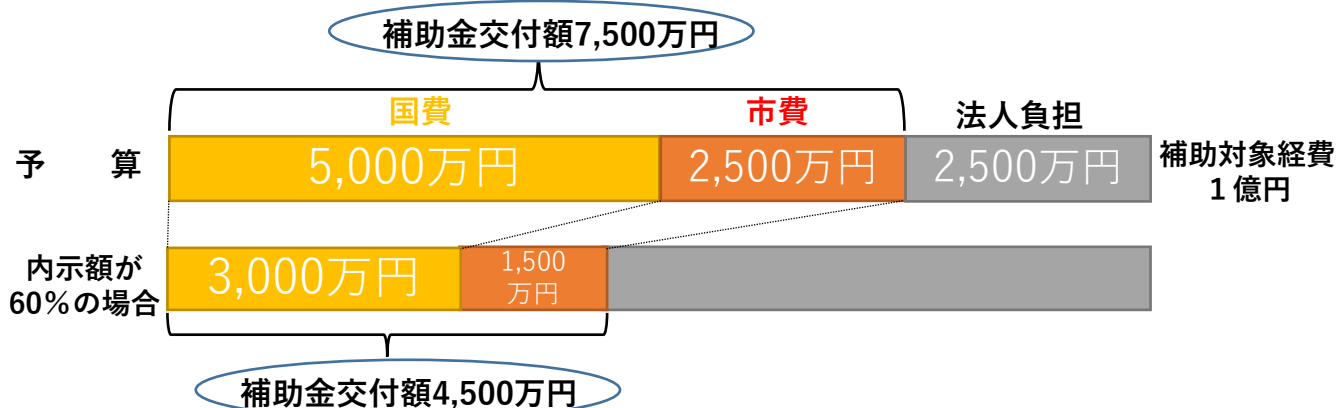 補助金交付額7,500万円
国費
市費
法人負担
予　算
5,000万円
2,500万円
2,500万円
補助対象経費
１億円
内示額が
60％の場合
3,000万円
1,500
万円
補助金交付額4,500万円